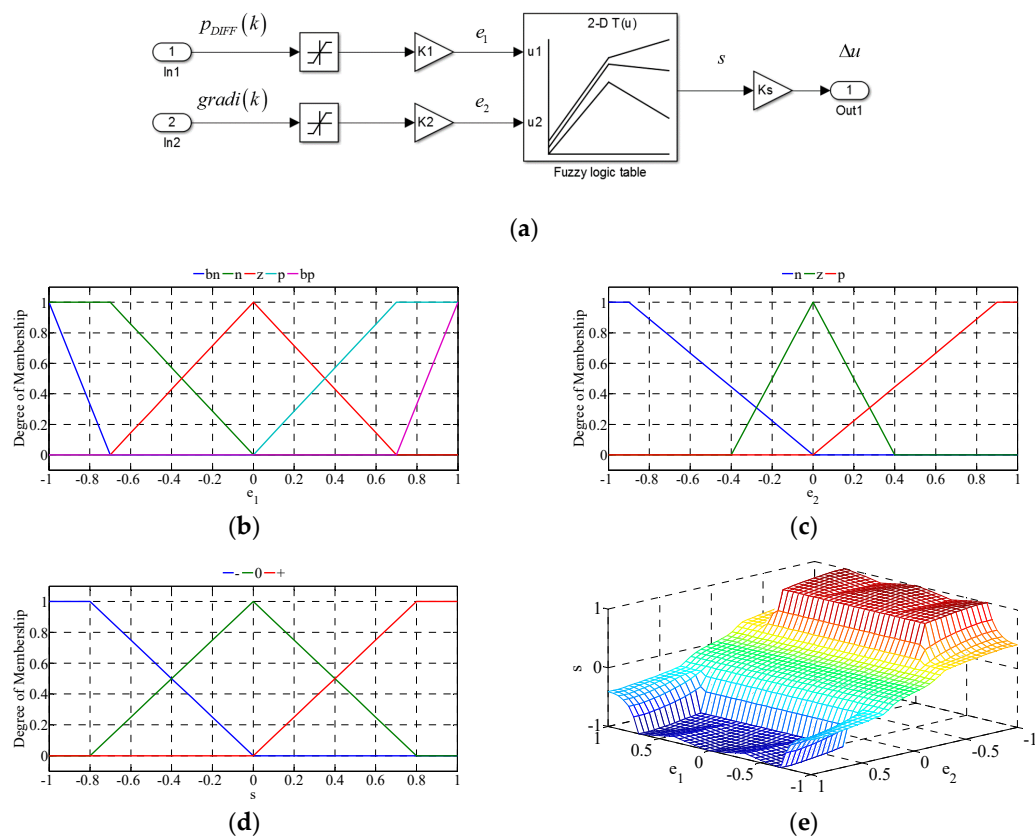 p_DIFF(k)
e_1
2-D T(u)
s
Δu
1
K1
u1
Ks
1
In1
Out1
gradi(k)
e_2
2
K2
u2
In2
Fuzzy logic table
(a)
bn n z p bp
Degree of Membership
1
0.8
0.6
0.4
0.2
0
-1 -0.8 -0.6 -0.4 -0.2 0 0.2 0.4 0.6 0.8 1
e_1
(b)
n z p
Degree of Membership
1
0.8
0.6
0.4
0.2
0
-1 -0.8 -0.6 -0.4 -0.2 0 0.2 0.4 0.6 0.8 1
e_2
(c)
- 0 +
Degree of Membership
1
0.8
0.6
0.4
0.2
0
-1 -0.8 -0.6 -0.4 -0.2 0 0.2 0.4 0.6 0.8 1
s
(d)
1
0
-1
s
1 0.5 0 -0.5 -1
e_1
1 0.5 0 -0.5 -1
e_2
(e)